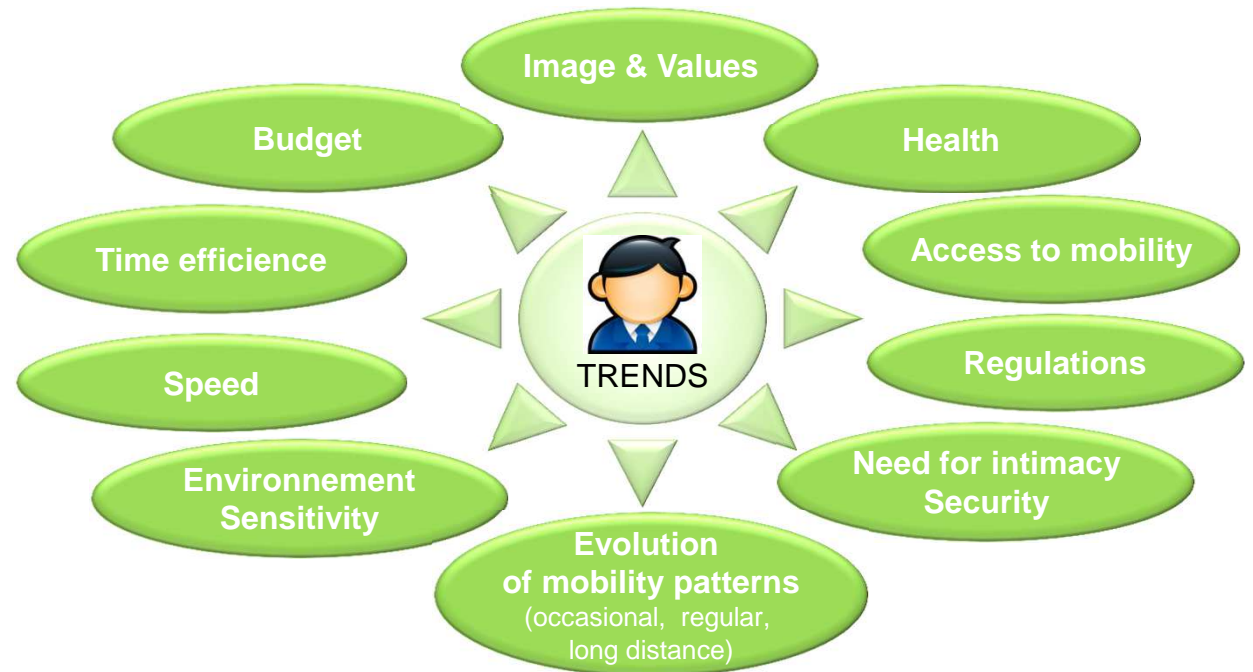 Image & Values
Budget
Health
Time efficience
Access to mobility
TRENDS
Speed
Regulations
Environnement
Sensitivity
Need for intimacy
Security
Evolution
of mobility patterns
(occasional, regular,
long distance)